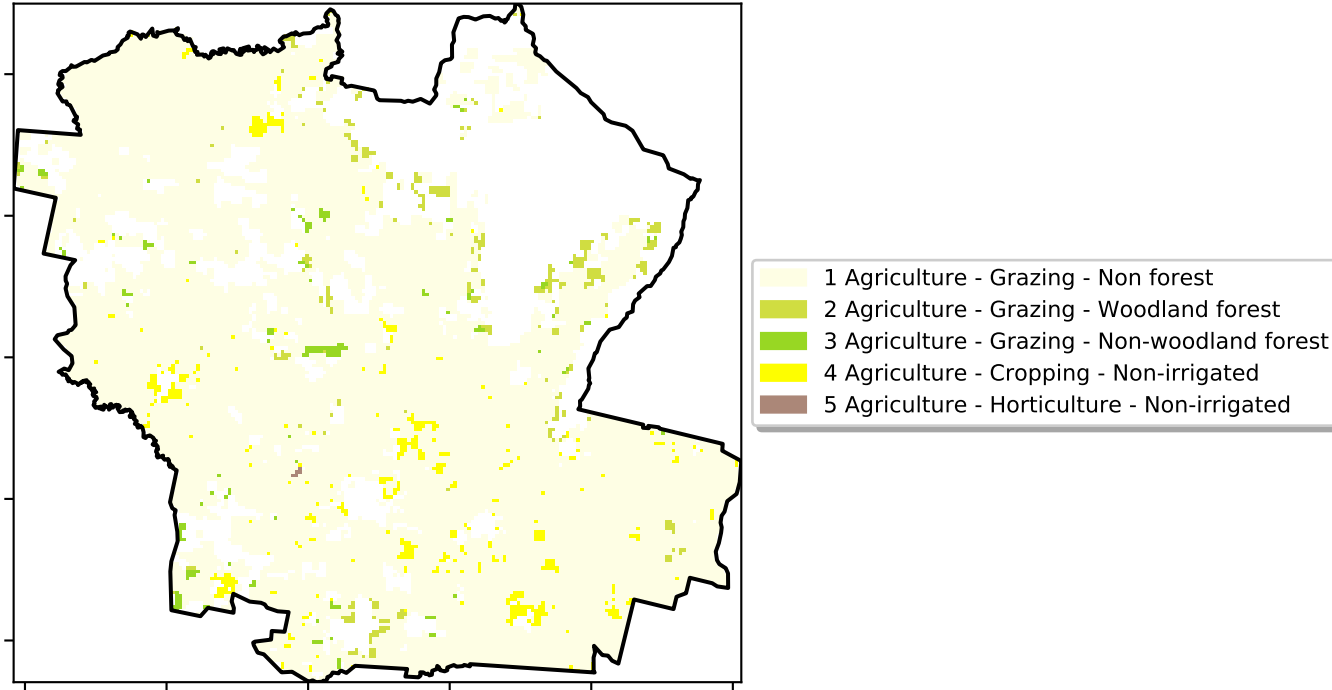 1 Agriculture - Grazing - Non forest
2 Agriculture - Grazing - Woodland forest
3 Agriculture - Grazing - Non-woodland forest
4 Agriculture - Cropping - Non-irrigated
5 Agriculture - Horticulture - Non-irrigated